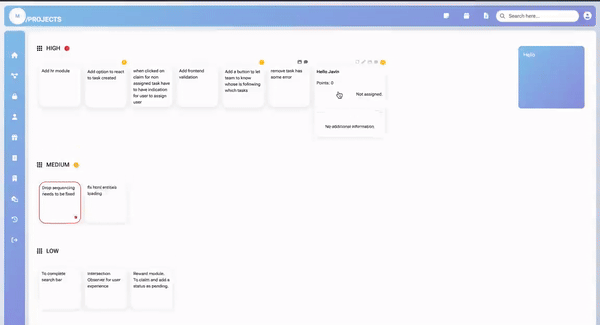 M
/PROJECTS
Search here...
HIGH
Add hr module
Add option to react
to task created
when clicked on
claim for non
assigned task have
to have indication
for user to assign
user
Add frontend
validation
Add a button to let
team to know
whose is following
which tasks
remove task has
some error
Hello Javin
Points: 0
Not assigned
No additional information
Hello
MEDIUM
Drop sequencing
needs to be fixed
loading
LOW
To complete
search bar
Intersection
Observer for user
experience
Reward module.
To claim and add a
status as pending.